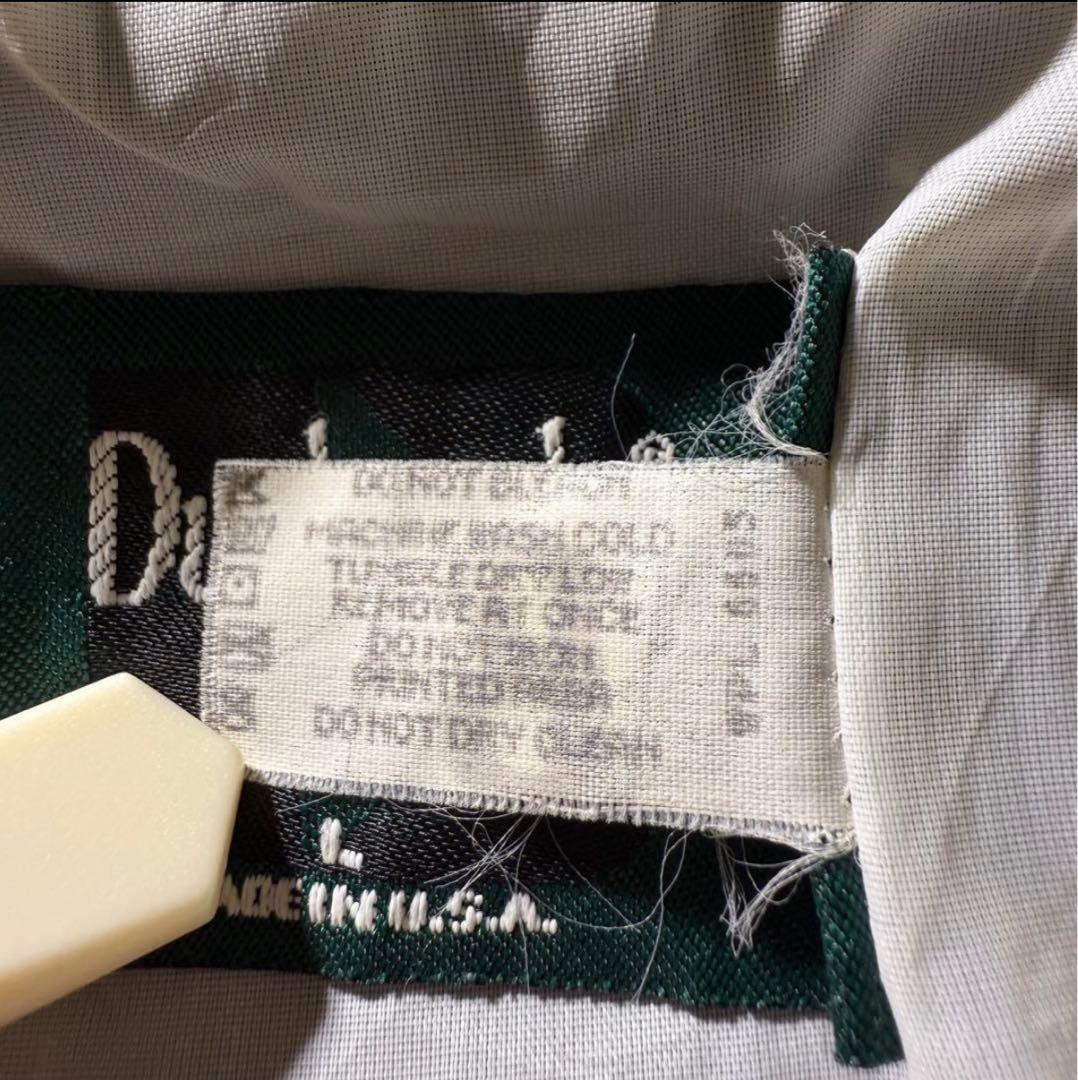 DO NOT BLEACH
MACHINE WASH COLD
TUMBLE DRY LOW
REMOVE AT ONCE
DO NOT IRON
PRINTED AREA
DO NOT DRY CLEAN
L
MADE IN U.S.A.